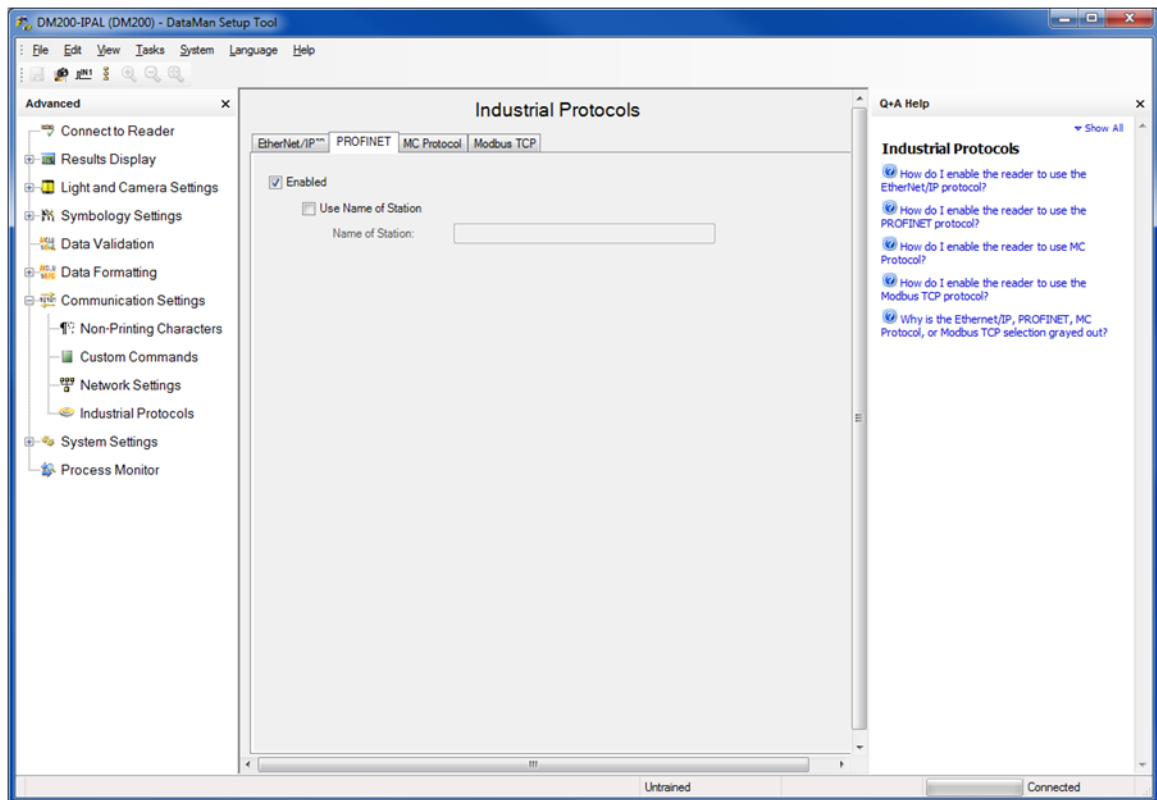 DM200-IPAL (DM200) - DataMan Setup Tool
File Edit View Tasks System Language Help
Advanced
Connect to Reader
Results Display
Light and Camera Settings
Symbology Settings
Data Validation
Data Formatting
Communication Settings
Non-Printing Characters
Custom Commands
Network Settings
Industrial Protocols
System Settings
Process Monitor
Industrial Protocols
EtherNet/IP™ PROFINET MC Protocol Modbus TCP
Enabled
Use Name of Station
Name of Station:
Q+A Help
Show All
Industrial Protocols
How do I enable the reader to use the
EtherNet/IP protocol?
How do I enable the reader to use the
PROFINET protocol?
How do I enable the reader to use MC
Protocol?
How do I enable the reader to use the
Modbus TCP protocol?
Why is the Ethernet/IP, PROFINET, MC
Protocol, or Modbus TCP selection grayed out?
Untrained
Connected